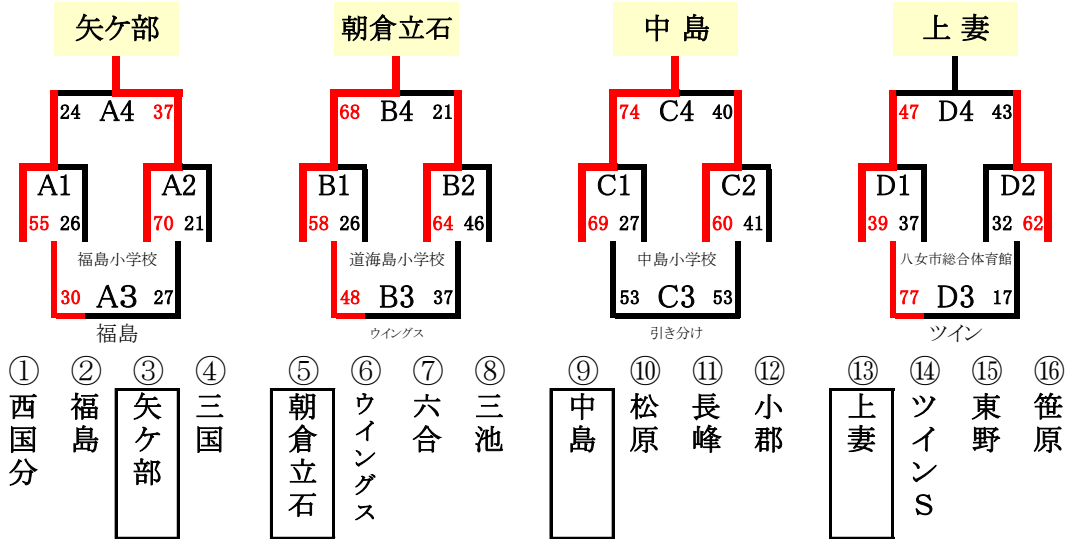 矢ケ部 朝倉立石 中島 上妻
24 A4 37 68 B4 21 74 C4 40 47 D4 43
A1 A2 B1 B2 C1 C2 D1 D2
55 26 70 21 58 26 64 46 69 27 60 41 39 37 32 62
福島小学校 道海島小学校 中島小学校 八女市総合体育館
30 A3 27 48 B3 37 53 C3 53 77 D3 17
福島 ウイングス 引き分け ツイン
① ② ③ ④ ⑤ ⑥ ⑦ ⑧ ⑨ ⑩ ⑪ ⑫ ⑬ ⑭ ⑮ ⑯
西国分
福島
矢ケ部
三国
朝倉立石
ウイングス
六合
三池
中島
松原
長峰
小郡
上妻
ツインS
東野
笹原